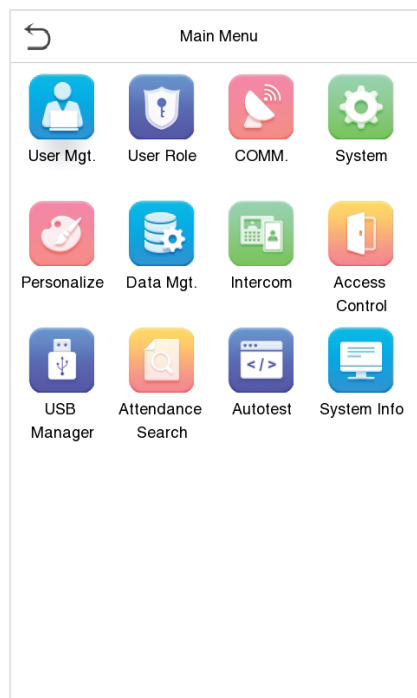 Main Menu
User Mgt.
User Role
COMM.
System
Personalize
Data Mgt.
Intercom
Access
Control
USB
Manager
Attendance
Search
Autotest
System Info